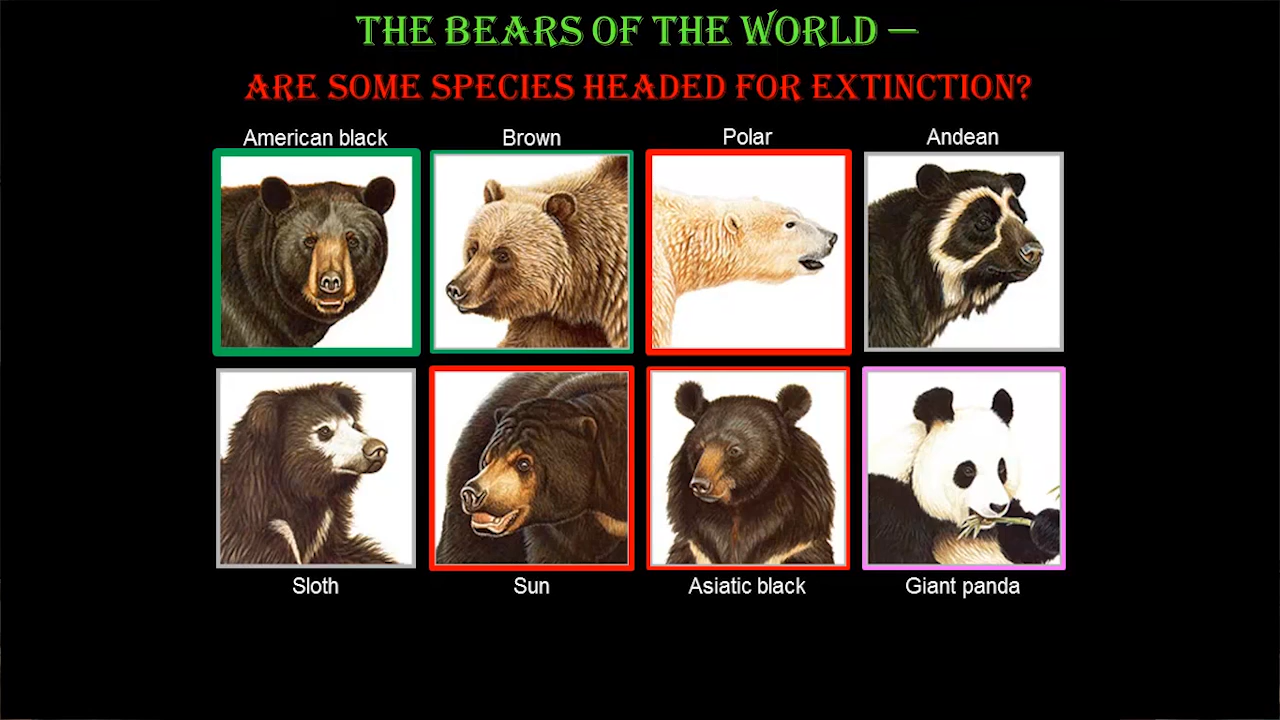 THE BEARS OF THE WORLD —
ARE SOME SPECIES HEADED FOR EXTINCTION?
American black
Brown
Polar
Andean
Sloth
Sun
Asiatic black
Giant panda